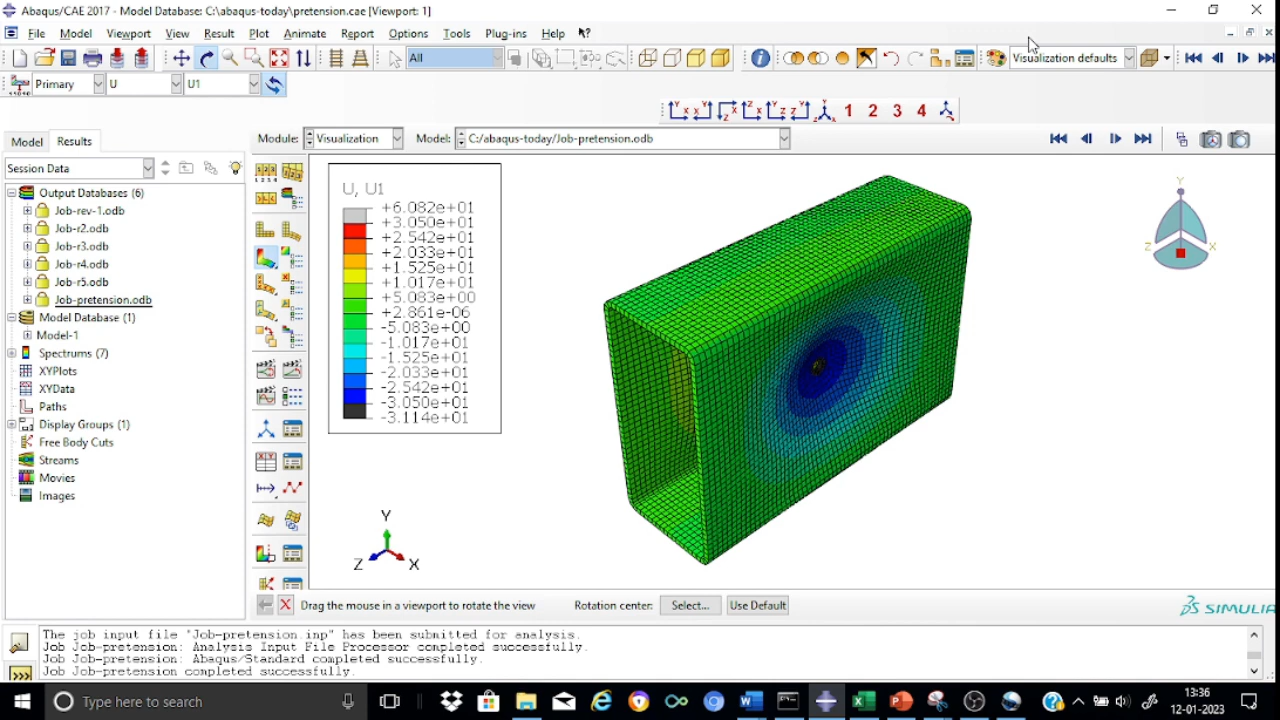 Abaqus/CAE 2017 - Model Database: C:\abaqus-today\pretension.cae [Viewport: 1]
File Model Viewport View Result Plot Animate Report Options Tools Plug-ins Help
All Visualization defaults
Primary U U1
1 2 3 4
Model Results Module: Visualization Model: C:/abaqus-today/Job-pretension.odb
Session Data
Output Databases (6)
Job-rev-1.odb
Job-r2.odb
Job-r3.odb
Job-r4.odb
Job-r5.odb
Job-pretension.odb
Model Database (1)
Model-1
Spectrums (7)
XYPlots
XYData
Paths
Display Groups (1)
Free Body Cuts
Streams
Movies
Images
U, U1
+6.082e+01
+3.050e+01
+2.542e+01
+2.033e+01
+1.525e+01
+1.017e+01
+5.083e+00
+2.861e-06
-5.083e+00
-1.017e+01
-1.525e+01
-2.033e+01
-2.542e+01
-3.050e+01
-3.114e+01
Y
Z X
Y
Z X
Drag the mouse in a viewport to rotate the view Rotation center: Select... Use Default
SIMULIA
The job input file "Job-pretension.inp" has been submitted for analysis.
Job Job-pretension: Analysis Input File Processor completed successfully.
Job Job-pretension: Abaqus/Standard completed successfully.
Job Job-pretension completed successfully.
>>>
Type here to search
13:36
12-01-2023